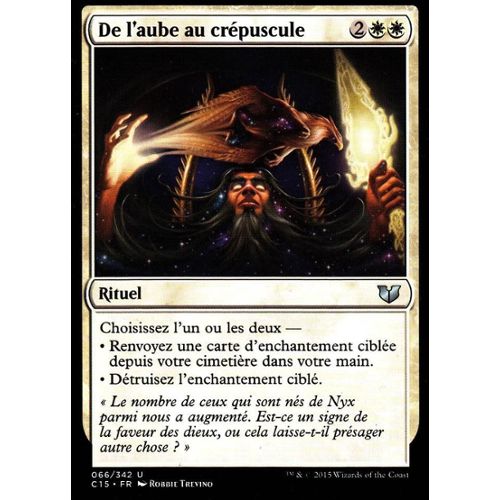 De l'aube au crépuscule 2
Rituel
Choisissez l'un ou les deux —
• Renvoyez une carte d'enchantement ciblée
depuis votre cimetière dans votre main.
• Détruisez l'enchantement ciblé.
« Le nombre de ceux qui sont nés de Nyx
parmi nous a augmenté. Est-ce un signe de
la faveur des dieux, ou cela laisse-t-il présager
autre chose ? »
066/342 U
C15 • FR Robbie Trevino
™ & © 2015 Wizards of the Coast